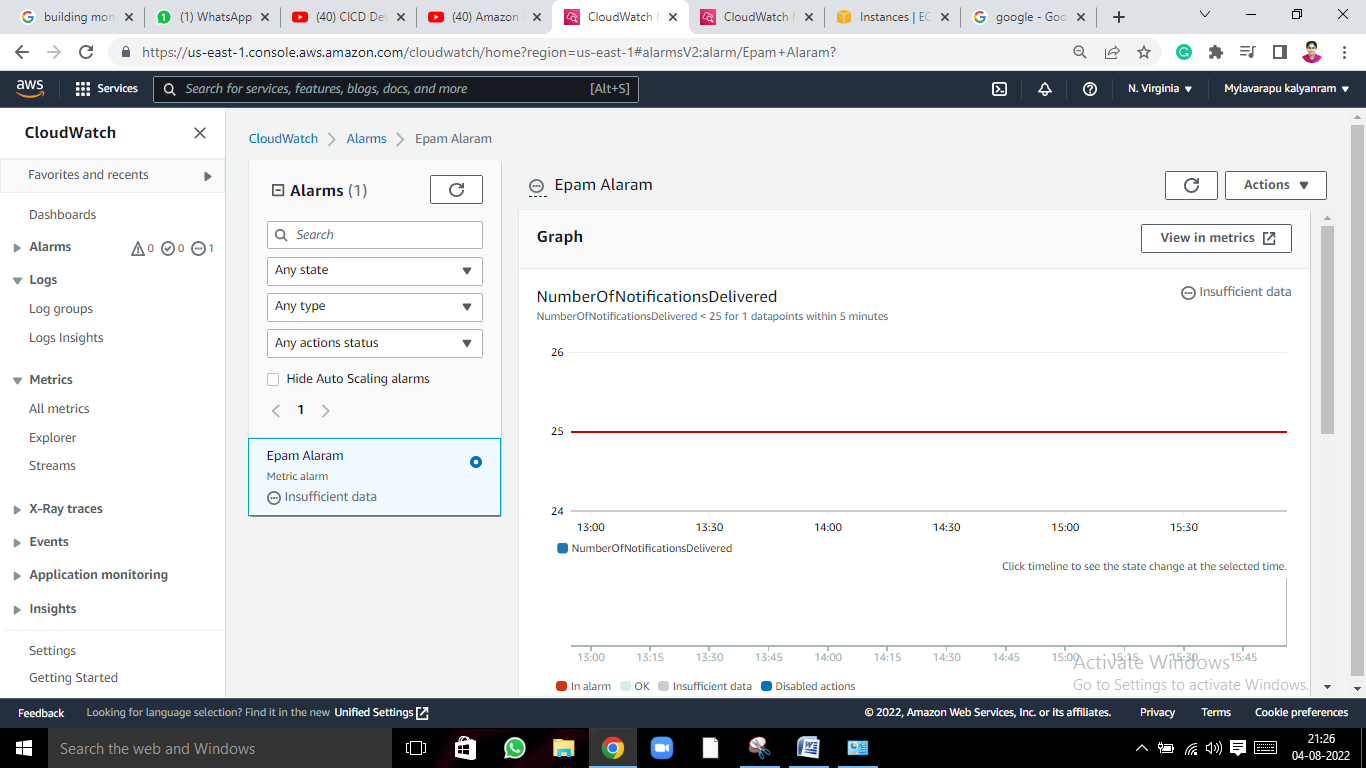 building mon
(1) WhatsApp
(40) CICD De
(40) Amazon
CloudWatch
CloudWatch
Instances | EC
google - Goo
https://us-east-1.console.aws.amazon.com/cloudwatch/home?region=us-east-1#alarmsV2:alarm/Epam+Alaram?
aws
Services
Search for services, features, blogs, docs, and more [Alt+S]
N. Virginia
Mylavarapu kalyanram
CloudWatch
Favorites and recents
Dashboards
Alarms 0 0 1
Logs
Log groups
Logs Insights
Metrics
All metrics
Explorer
Streams
X-Ray traces
Events
Application monitoring
Insights
Settings
Getting Started
CloudWatch Alarms Epam Alaram
Alarms (1)
Search
Any state
Any type
Any actions status
Hide Auto Scaling alarms
1
Epam Alaram
Metric alarm
Insufficient data
Epam Alaram
Actions
Graph
View in metrics
NumberOfNotificationsDelivered
Insufficient data
NumberOfNotificationsDelivered < 25 for 1 datapoints within 5 minutes
26
25
24
13:00 13:30 14:00 14:30 15:00 15:30
NumberOfNotificationsDelivered
Click timeline to see the state change at the selected time.
13:00 13:15 13:30 13:45 14:00 14:15 14:30 14:45 15:00 15:15 15:30 15:45
In alarm OK Insufficient data Disabled actions
Activate Windows
Go to Settings to activate Windows.
Feedback
Looking for language selection? Find it in the new Unified Settings
© 2022, Amazon Web Services, Inc. or its affiliates.
Privacy
Terms
Cookie preferences
Search the web and Windows
21:26
04-08-2022